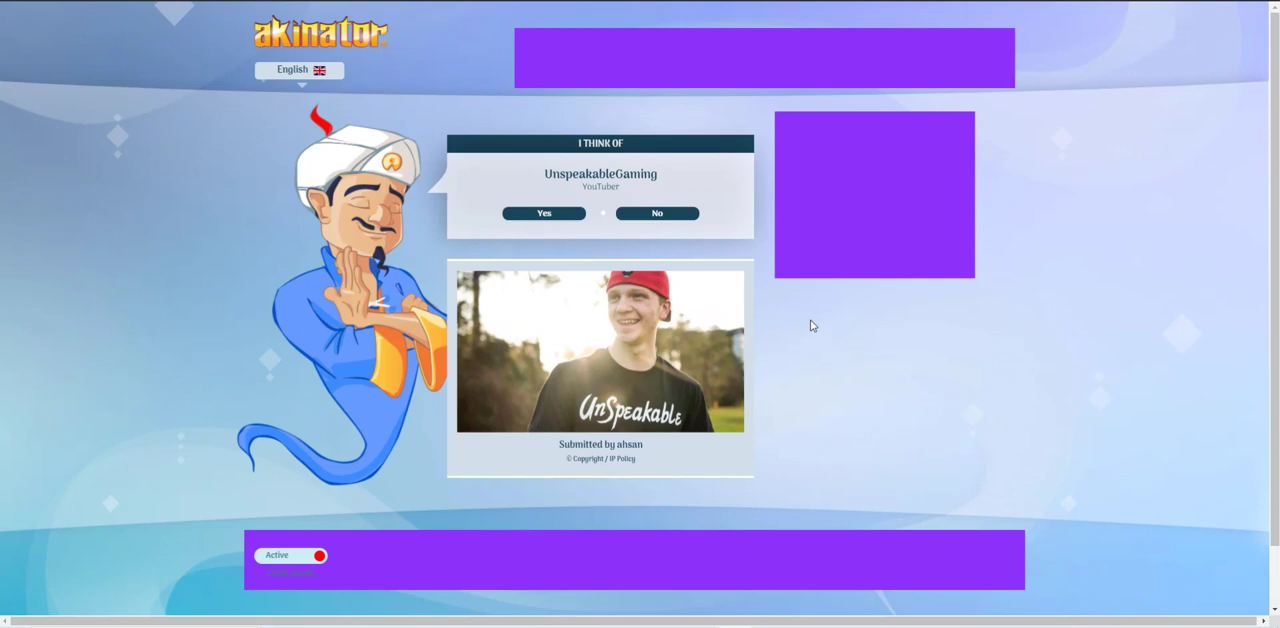 akinator
English
I THINK OF
UnspeakableGaming
YouTuber
Yes
No
UnSpeakable
Submitted by ahsan
© Copyright / IP Policy
Active